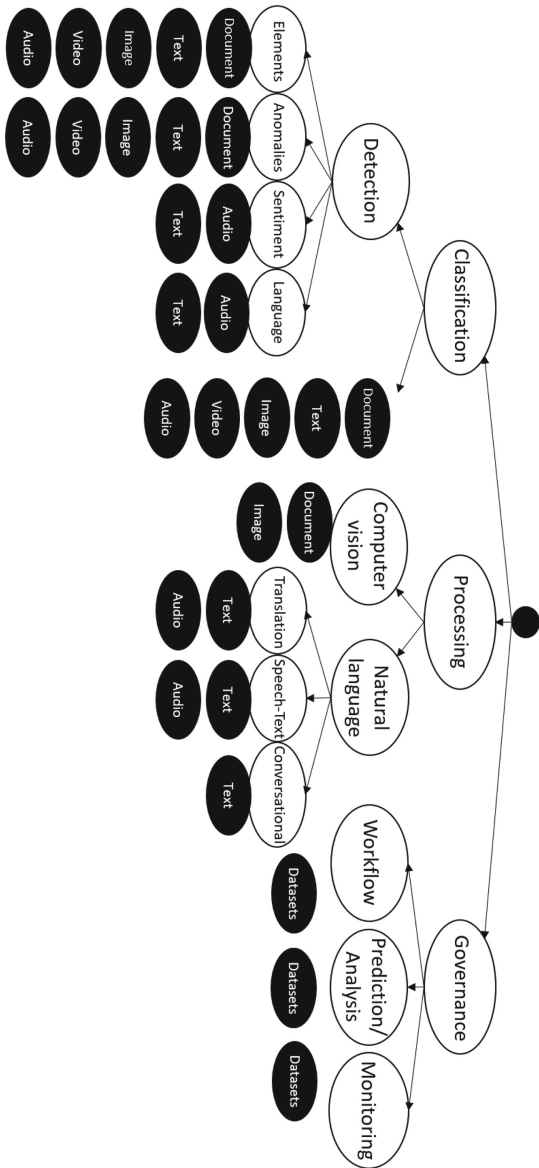 Classification
Processing
Governance
Detection
Computer
vision
Natural
language
Workflow
Prediction/
Analysis
Monitoring
Elements
Anomalies
Sentiment
Language
Translation
Speech-Text
Conversational
Document
Text
Image
Video
Audio
Document
Text
Image
Video
Audio
Audio
Text
Audio
Text
Document
Text
Image
Video
Audio
Document
Image
Text
Audio
Text
Audio
Text
Datasets
Datasets
Datasets